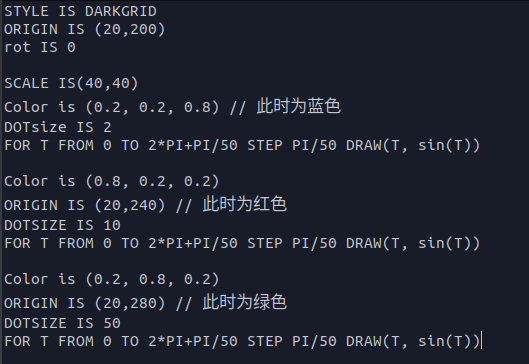 STYLE IS DARKGRID
ORIGIN IS (20,200)
rot IS 0
SCALE IS(40,40)
Color is (0.2, 0.2, 0.8) // 此时为蓝色
DOTsize IS 2
FOR T FROM 0 TO 2*PI+PI/50 STEP PI/50 DRAW(T, sin(T))
Color is (0.8, 0.2, 0.2)
ORIGIN IS (20,240) // 此时为红色
DOTSIZE IS 10
FOR T FROM 0 TO 2*PI+PI/50 STEP PI/50 DRAW(T, sin(T))
Color is (0.2, 0.8, 0.2)
ORIGIN IS (20,280) // 此时为绿色
DOTSIZE IS 50
FOR T FROM 0 TO 2*PI+PI/50 STEP PI/50 DRAW(T, sin(T))